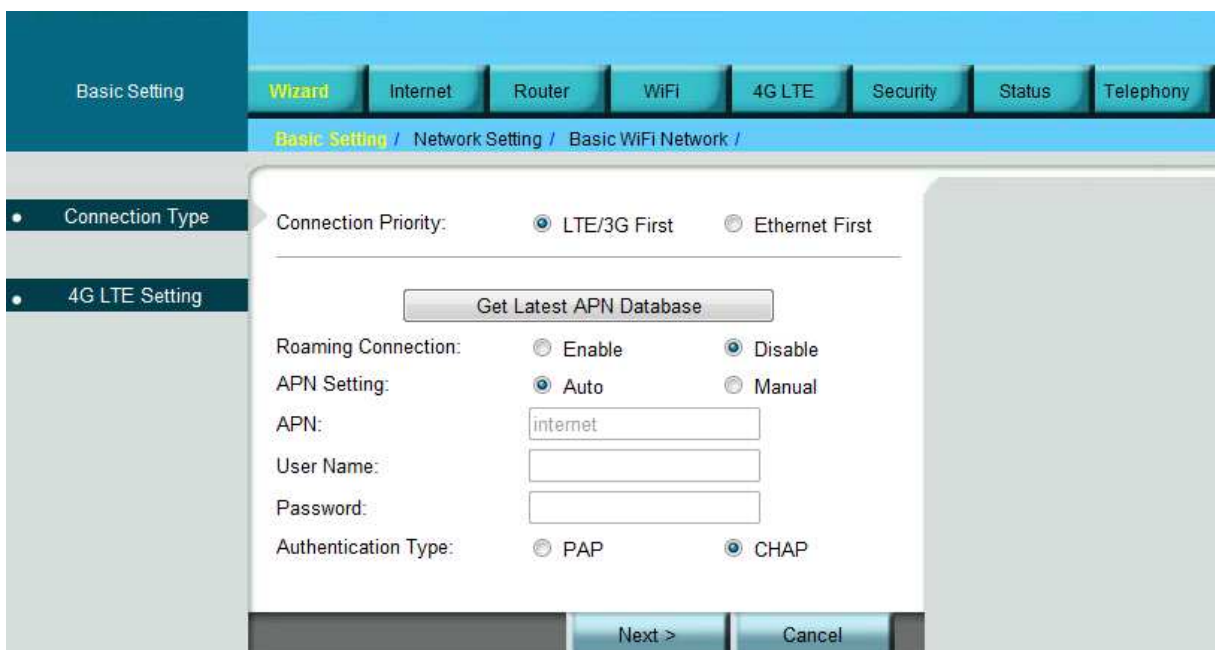 Basic Setting
Wizard Internet Router WiFi 4G LTE Security Status Telephony
Basic Setting / Network Setting / Basic WiFi Network /
Connection Type
4G LTE Setting
Connection Priority: LTE/3G First Ethernet First
Get Latest APN Database
Roaming Connection: Enable Disable
APN Setting: Auto Manual
APN: internet
User Name:
Password:
Authentication Type: PAP CHAP
Next > Cancel